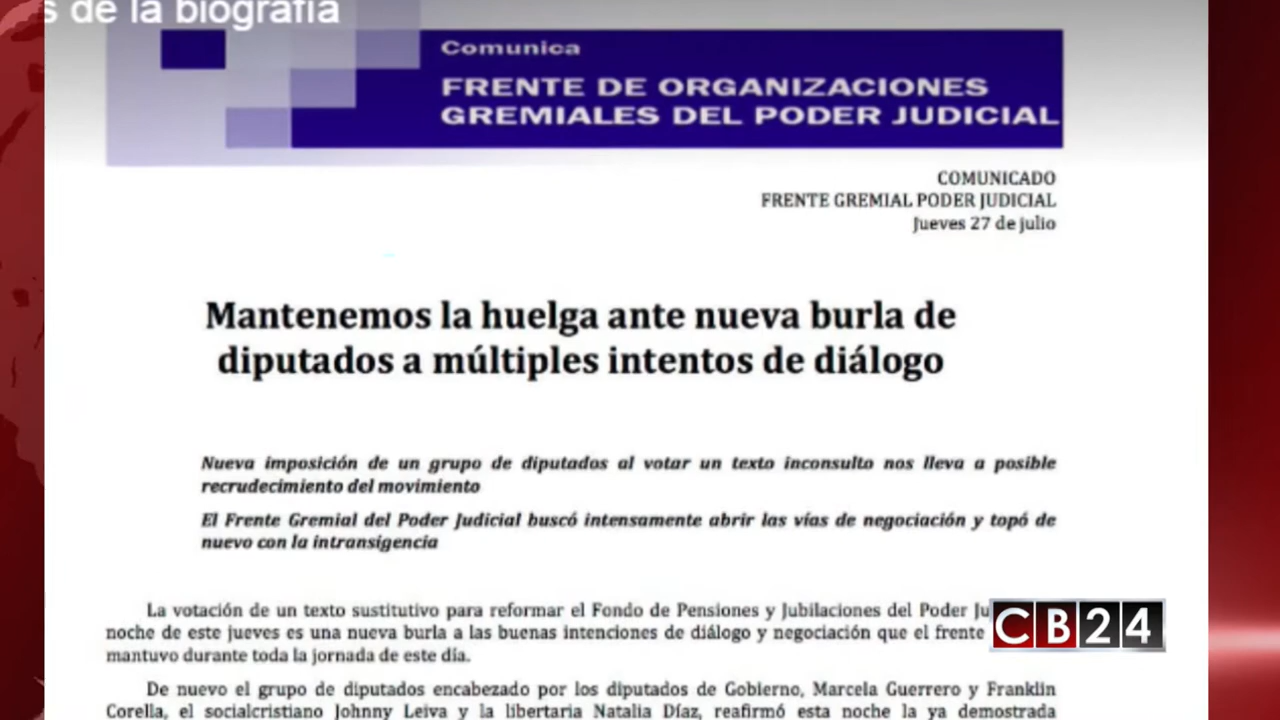 s de la biografía
Comunica
FRENTE DE ORGANIZACIONES
GREMIALES DEL PODER JUDICIAL
COMUNICADO
FRENTE GREMIAL PODER JUDICIAL
Jueves 27 de julio
Mantenemos la huelga ante nueva burla de
diputados a múltiples intentos de diálogo
Nueva imposición de un grupo de diputados al votar un texto inconsulto nos lleva a posible
recrudecimiento del movimiento
El Frente Gremial del Poder Judicial buscó intensamente abrir las vías de negociación y topó de
nuevo con la intransigencia
La votación de un texto sustitutivo para reformar el Fondo de Pensiones y Jubilaciones del Poder Ju
noche de este jueves es una nueva burla a las buenas intenciones de diálogo y negociación que el frente
mantuvo durante toda la jornada de este día.
CB24
De nuevo el grupo de diputados encabezado por los diputados de Gobierno, Marcela Guerrero y Franklin
Corella, el socialcristiano Johnny Leiva y la libertaria Natalia Díaz, reafirmó esta noche la ya demostrada